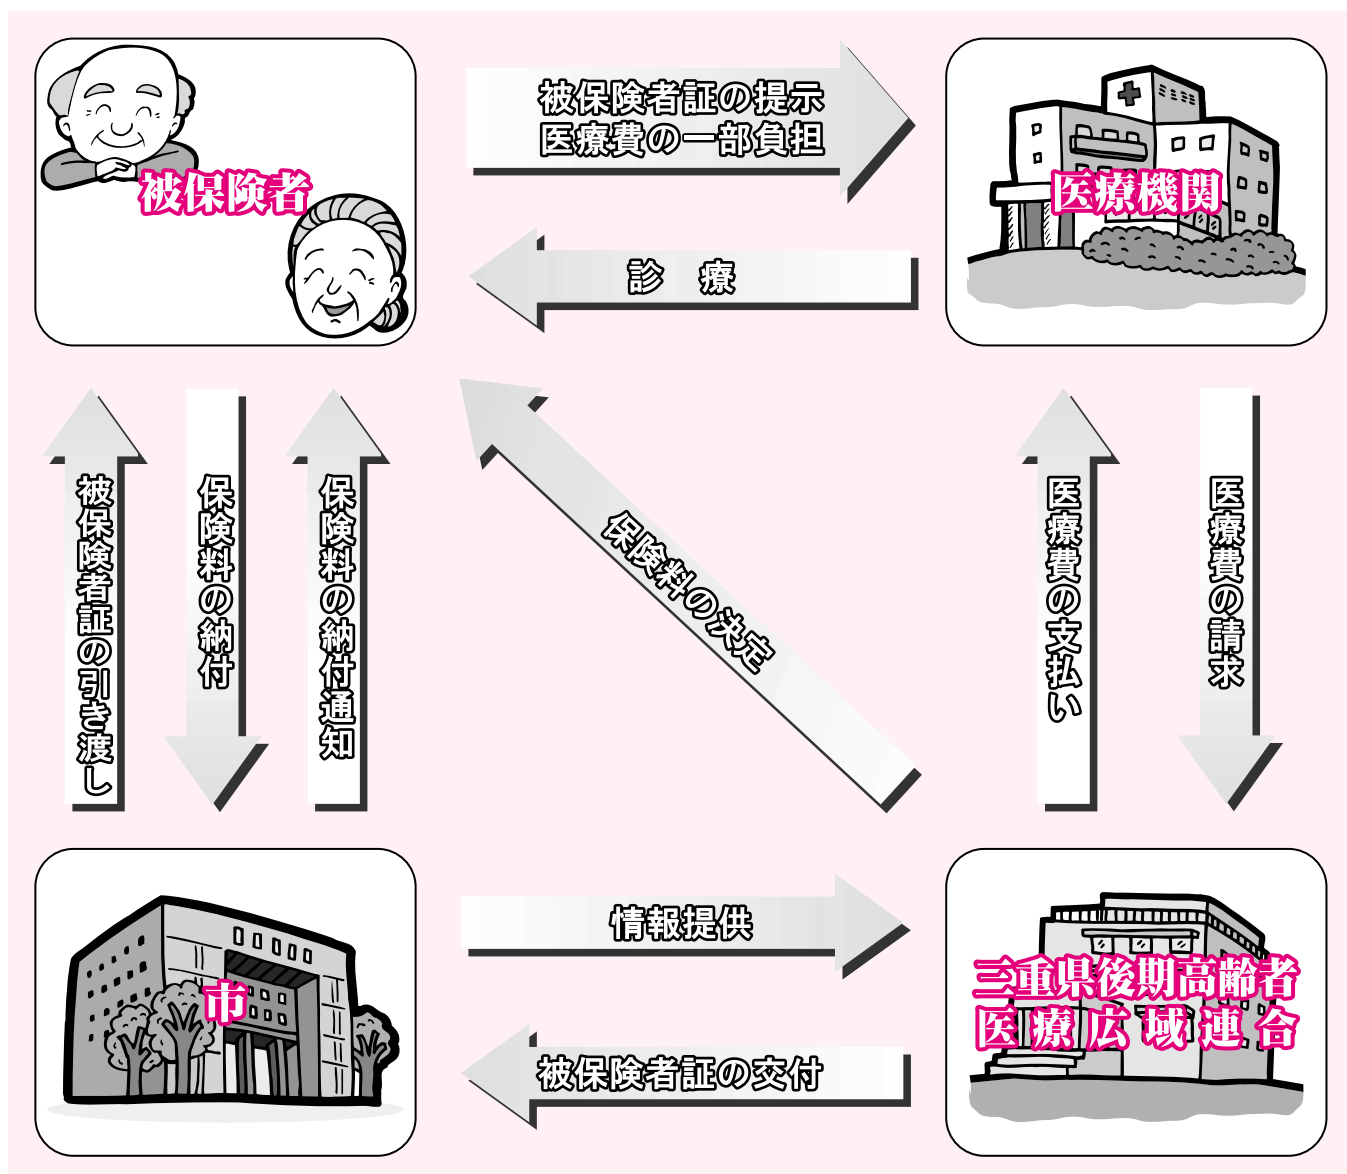 被保険者
被保険者証の提示
医療費の一部負担
医療機関
診　療
被保険者証の引き渡し
保険料の納付
保険料の納付通知
保険料の決定
医療費の支払い
医療費の請求
市
情報提供
被保険者証の交付
三重県後期高齢者
医療広域連合